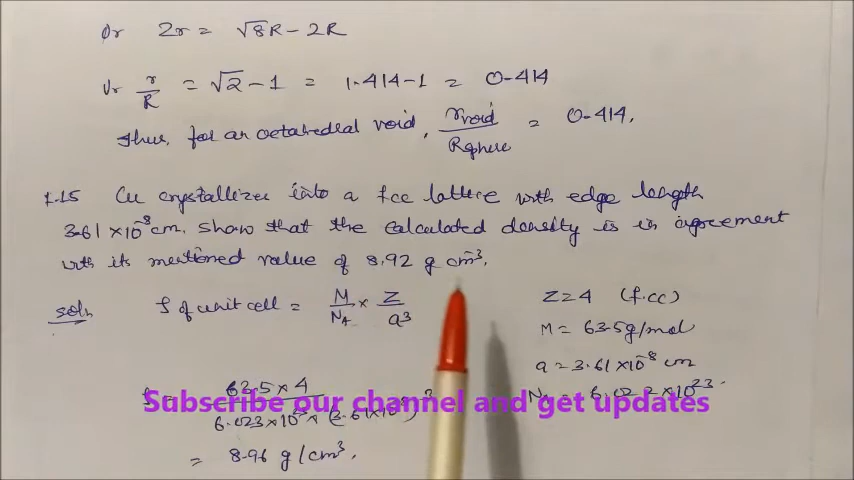 Or 2r = √8R - 2R
Or r/R = √2 - 1 = 1.414 - 1 = 0.414
Thus, for an octahedral void, rvoid/Rsphere = 0.414.
1.15 Cu crystallizes into a fcc lattice with edge length
3.61 × 10⁻⁸ cm. Show that the calculated density is in agreement
with its mentioned value of 8.92 g cm⁻³.
Soln ρ of unit cell = M/NA × Z/a³ Z = 4 (f.cc)
M = 63.5 g/mol
a = 3.61 × 10⁻⁸ cm
63.5 × 4
Subscribe our channel and get updates
= 8.96 g/cm³.